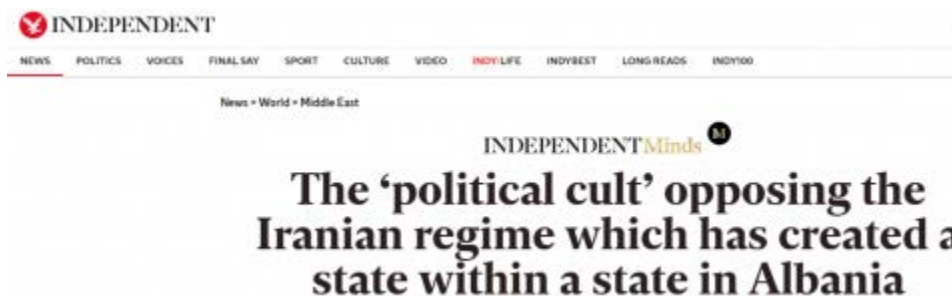 INDEPENDENT
NEWS POLITICS VOICES FINAL SAY SPORT CULTURE VIDEO INDY/LIFE INDYBEST LONG READS INDY100
News > World > Middle East
INDEPENDENT Minds M
The ‘political cult’ opposing the
Iranian regime which has created a
state within a state in Albania